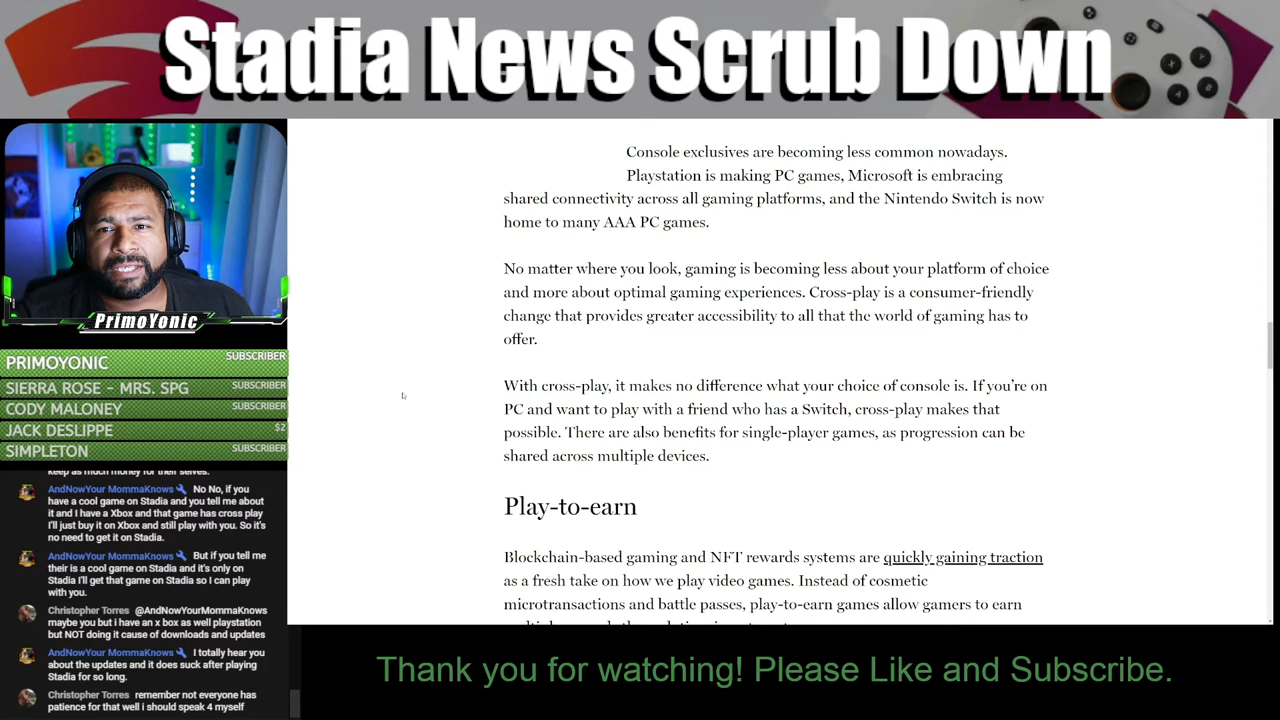 Stadia News Scrub Down
PrimoYonic
PRIMOYONIC SUBSCRIBER
SIERRA ROSE - MRS. SPG SUBSCRIBER
CODY MALONEY SUBSCRIBER
JACK DESLIPPE $2
SIMPLETON SUBSCRIBER
keep as much money for their selves.
AndNowYour MommaKnows No No, if you
have a cool game on Stadia and you tell me about
it and I have a Xbox and that game has cross play
I'll just buy it on Xbox and still play with you. So it's
no need to get it on Stadia.
AndNowYour MommaKnows But if you tell me
their is a cool game on Stadia and it's only on
Stadia I'll get that game on Stadia so I can play
with you.
Christopher Torres @AndNowYourMommaKnows
maybe you but i have an x box as well playstation
but NOT doing it cause of downloads and updates
AndNowYour MommaKnows I totally hear you
about the updates and it does suck after playing
Stadia for so long.
Christopher Torres remember not everyone has
patience for that well i should speak 4 myself
Console exclusives are becoming less common nowadays.
Playstation is making PC games, Microsoft is embracing
shared connectivity across all gaming platforms, and the Nintendo Switch is now
home to many AAA PC games.
No matter where you look, gaming is becoming less about your platform of choice
and more about optimal gaming experiences. Cross-play is a consumer-friendly
change that provides greater accessibility to all that the world of gaming has to
offer.
With cross-play, it makes no difference what your choice of console is. If you're on
PC and want to play with a friend who has a Switch, cross-play makes that
possible. There are also benefits for single-player games, as progression can be
shared across multiple devices.
Play-to-earn
Blockchain-based gaming and NFT rewards systems are quickly gaining traction
as a fresh take on how we play video games. Instead of cosmetic
microtransactions and battle passes, play-to-earn games allow gamers to earn
Thank you for watching! Please Like and Subscribe.